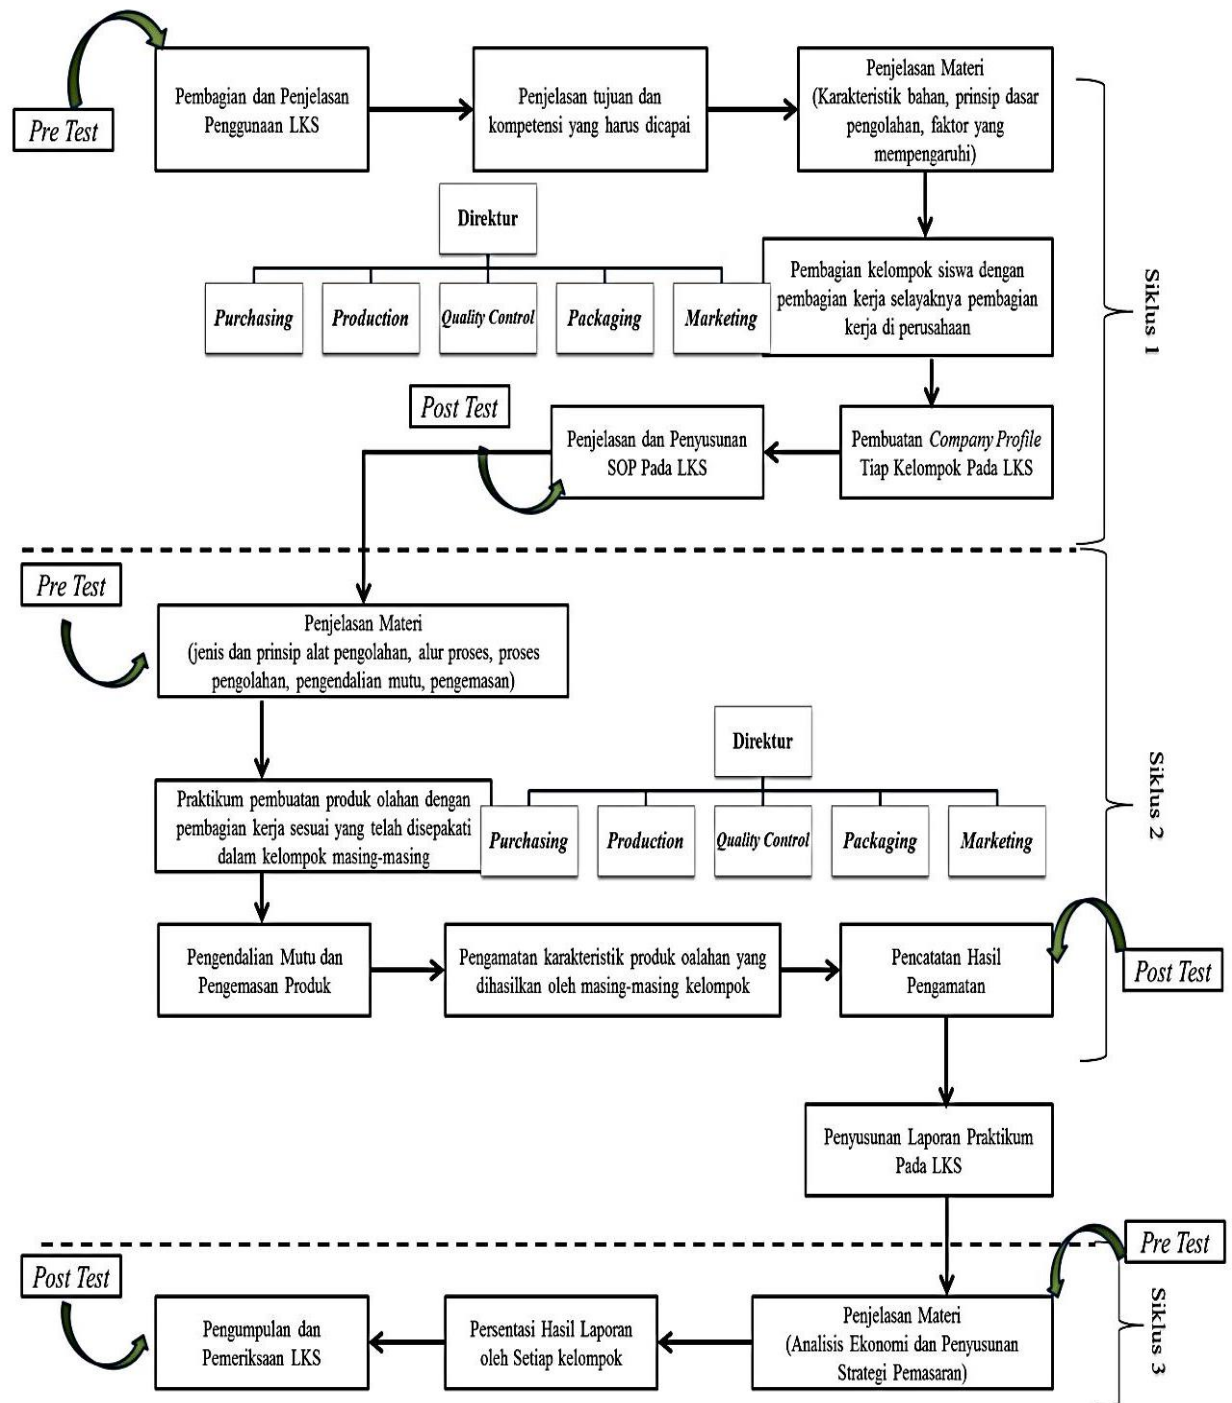 Pre Test
Pembagian dan Penjelasan
Penggunaan LKS
Penjelasan tujuan dan
kompetensi yang harus dicapai
Penjelasan Materi
(Karakteristik bahan, prinsip dasar
pengolahan, faktor yang
mempengaruhi)
Siklus 1
Direktur
Purchasing
Production
Quality Control
Packaging
Marketing
Pembagian kelompok siswa dengan
pembagian kerja selayaknya pembagian
kerja di perusahaan
Post Test
Penjelasan dan Penyusunan
SOP Pada LKS
Pembuatan Company Profile
Tiap Kelompok Pada LKS
Pre Test
Penjelasan Materi
(jenis dan prinsip alat pengolahan, alur proses, proses
pengolahan, pengendalian mutu, pengemasan)
Siklus 2
Praktikum pembuatan produk olahan dengan
pembagian kerja sesuai yang telah disepakati
dalam kelompok masing-masing
Direktur
Purchasing
Production
Quality Control
Packaging
Marketing
Pengendalian Mutu dan
Pengemasan Produk
Pengamatan karakteristik produk oalahan yang
dihasilkan oleh masing-masing kelompok
Pencatatan Hasil
Pengamatan
Post Test
Penyusunan Laporan Praktikum
Pada LKS
Pre Test
Post Test
Pengumpulan dan
Pemeriksaan LKS
Persentasi Hasil Laporan
oleh Setiap kelompok
Penjelasan Materi
(Analisis Ekonomi dan Penyusunan
Strategi Pemasaran)
Siklus 3